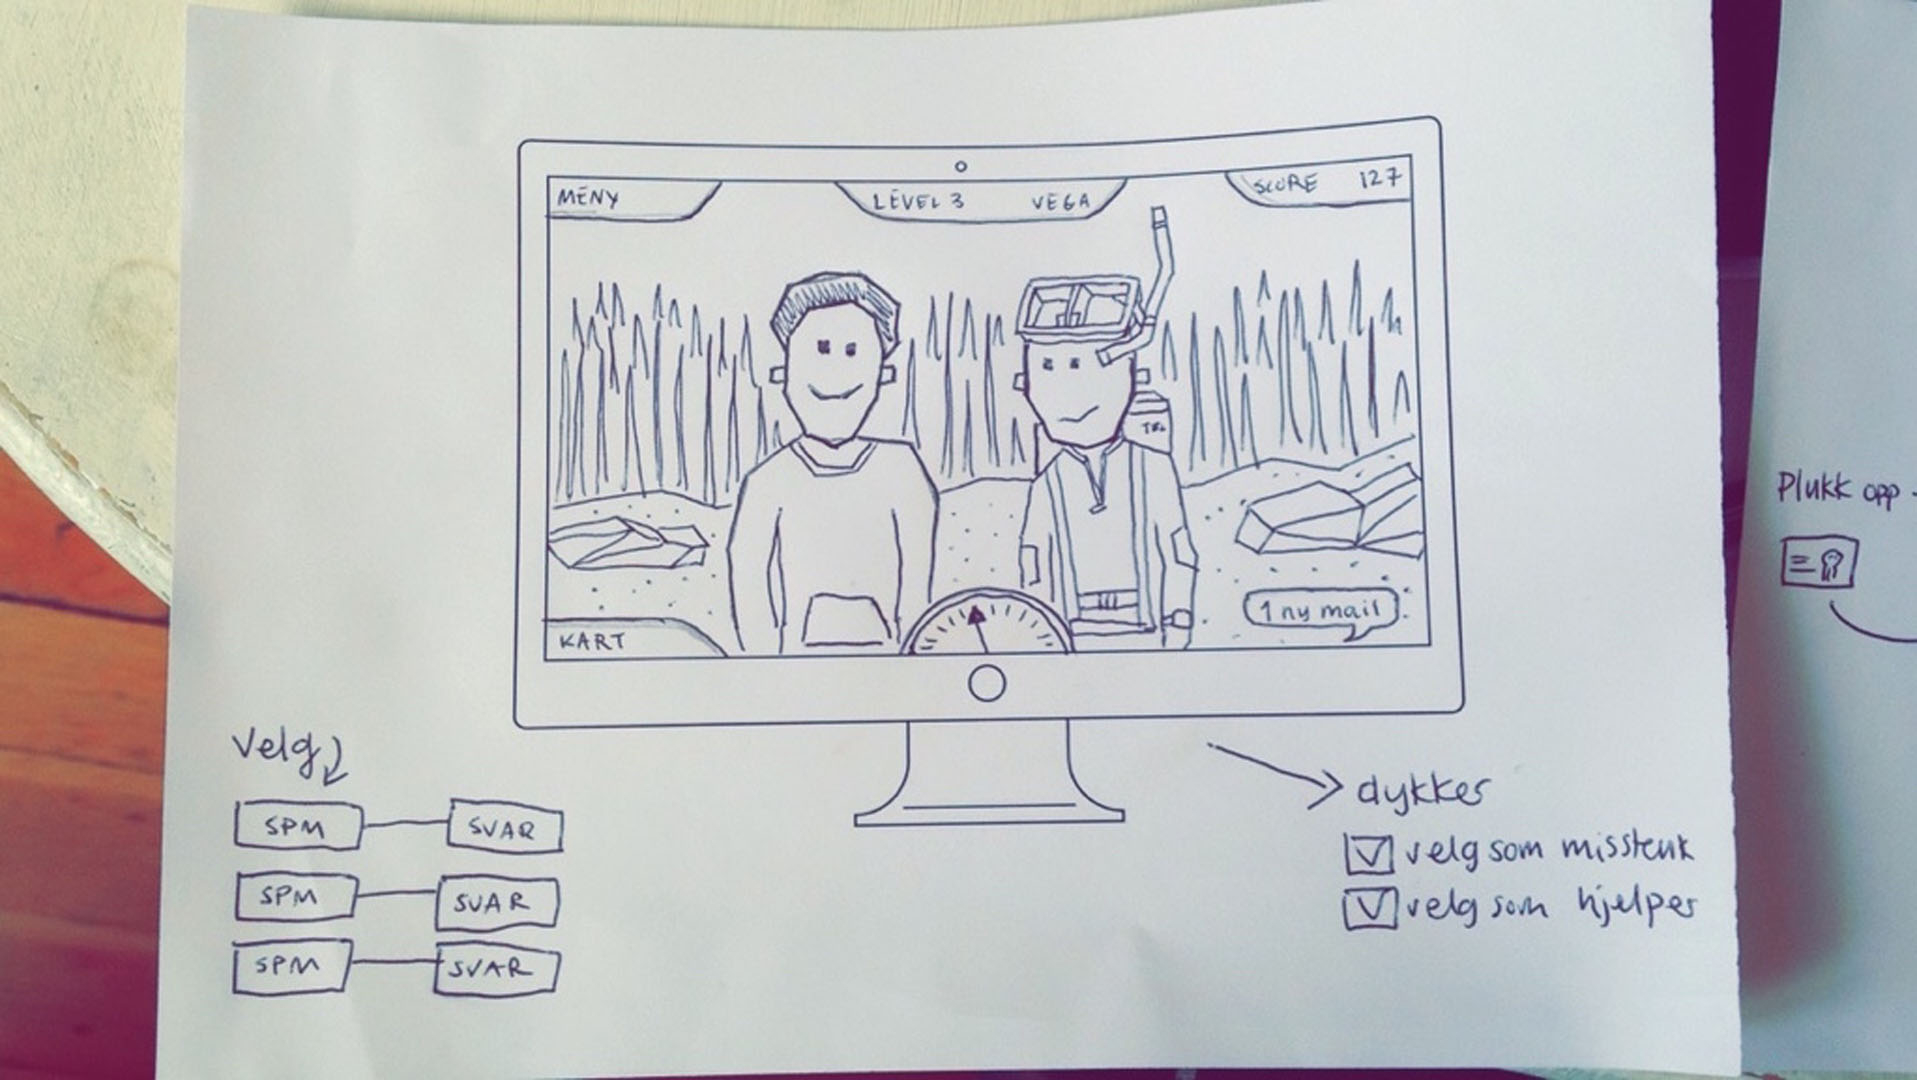 MENY
LEVEL 3 VEGA
SCORE 127
TEL
1 ny mail
KART
Velg
SPM SVAR
SPM SVAR
SPM SVAR
dykker
velg som misstenk
velg som hjelper
Plukk opp